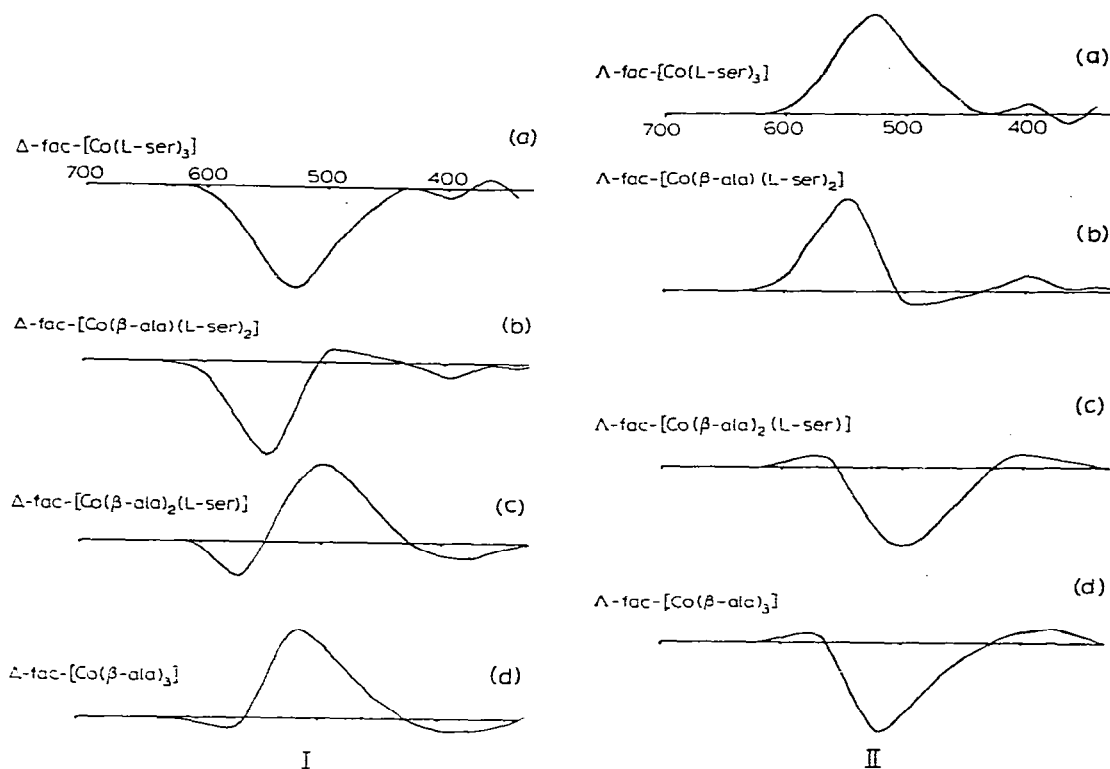 Δ-fac-[Co(L-ser)₃]
(a)
700 600 500 400
Δ-fac-[Co(β-ala)(L-ser)₂]
(b)
Δ-fac-[Co(β-ala)₂(L-ser)]
(c)
Δ-fac-[Co(β-ala)₃]
(d)
I
Λ-fac-[Co(L-ser)₃]
(a)
700 600 500 400
Λ-fac-[Co(β-ala)(L-ser)₂]
(b)
Λ-fac-[Co(β-ala)₂(L-ser)]
(c)
Λ-fac-[Co(β-ala)₃]
(d)
II